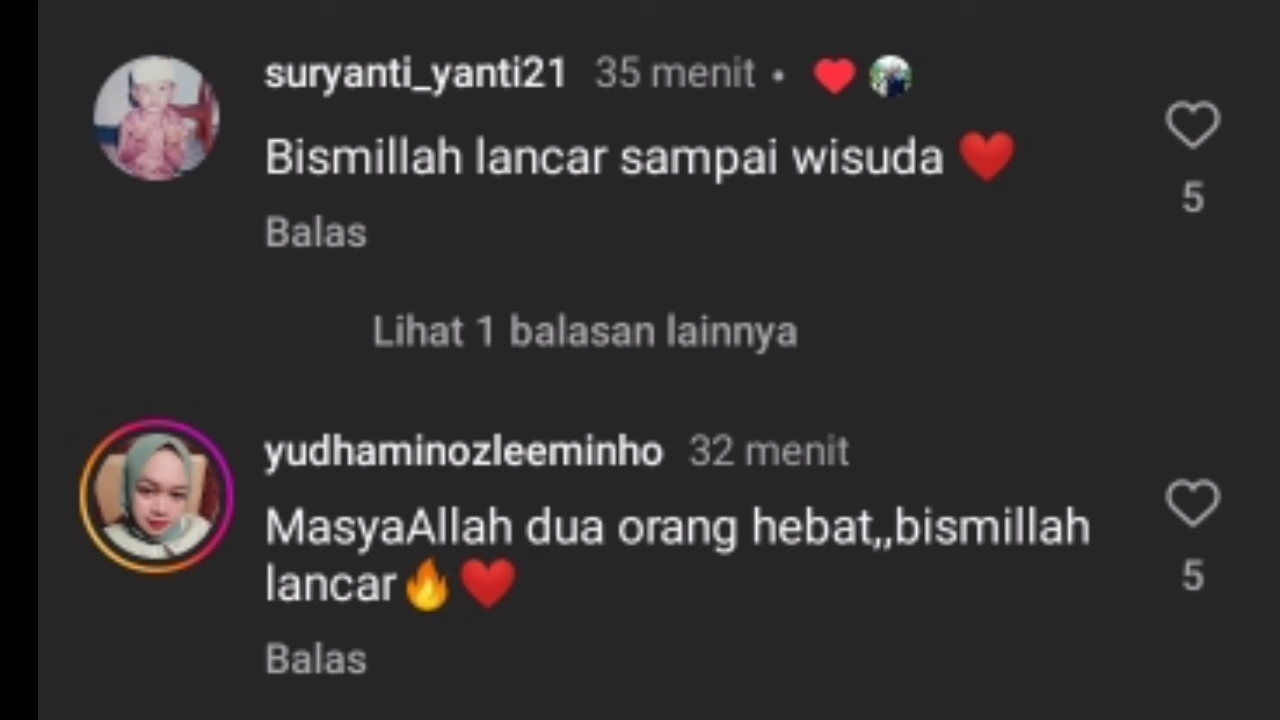 suryanti_yanti21 35 menit • ❤️
Bismillah lancar sampai wisuda ❤️
5
Balas
Lihat 1 balasan lainnya
yudhaminozleeminho 32 menit
MasyaAllah dua orang hebat,,bismillah
lancar🔥❤️
5
Balas